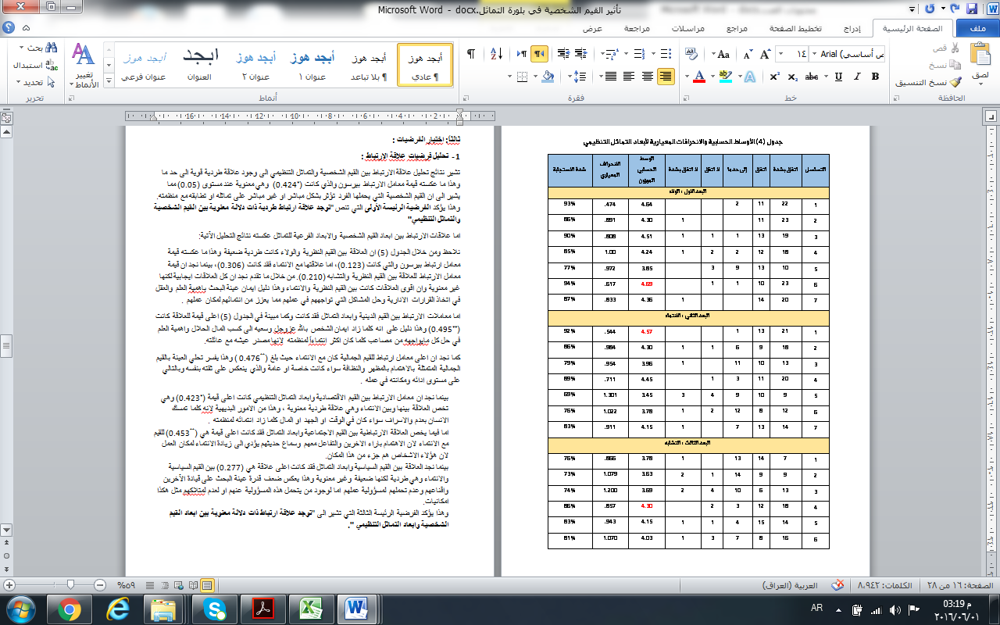 تأثير القيم الشخصية في بلورة التماثل.docx - Microsoft Word
ملف
الصفحة الرئيسية
إدراج
تخطيط الصفحة
مراجع
مراسلات
مراجعة
عرض
لصق
قص
نسخ
نسخ التنسيق
الحافظة
Arial (ص أساسي
١٤
خط
فقرة
أبجد هوز
أبجد هوز
أبجد هوز
أبجد هوز
أبجد
أبجد هوز
¶ عادي
¶ بلا تباعد
عنوان ١
عنوان ٢
العنوان
عنوان فرعي
أنماط
تغيير الأنماط
بحث
استبدال
تحديد
تحرير
جدول (4) الأوساط الحسابية والانحرافات المعيارية لأبعاد التماثل التنظيمي
التسلسل اتفق بشدة اتفق إلى حدما لا اتفق لا اتفق بشدة الوسط الحسابي الموزون الانحراف المعياري شدة الاستجابة
البعد الاول : الولاء
1 22 11 2 4.64 .474 93%
2 23 11 1 4.30 .891 86%
3 19 13 1 1 1 4.51 .808 90%
4 18 12 2 2 1 4.24 1.00 85%
5 10 13 9 3 3.85 .972 77%
6 23 10 1 1 4.69 .617 94%
7 20 14 1 4.36 .833 87%
البعد الثاني : الانتماء
1 21 13 1 4.57 .544 92%
2 18 9 6 1 1 4.30 .984 86%
3 13 10 11 1 3.96 .954 79%
4 20 11 3 1 4.45 .711 89%
5 9 10 9 4 3 3.45 1.301 69%
6 12 8 12 2 1 3.78 1.022 76%
7 14 13 7 1 4.15 .911 83%
البعد الثالث : التشابه
1 7 14 13 1 3.78 .866 76%
2 9 9 14 1 2 3.63 1.079 73%
3 13 6 10 4 2 3.69 1.200 74%
4 18 12 3 2 4.30 .857 86%
5 14 15 4 1 1 4.15 .943 83%
6 16 8 7 3 1 4.03 1.070 81%
ثالثاً: اختبار الفرضيات :
1- تحليل فرضيات علاقة الارتباط :
تشير نتائج تحليل علاقة الارتباط بين القيم الشخصية والتماثل التنظيمي الى وجود علاقة طردية قوية الى حد ما
وهذا ما عكسته قيمة معامل الارتباط بيرسون والذي كانت (*0.424) وهي معنوية عند مستوى (0.05) مما
يشير الى ان القيم الشخصية التي يحملها الفرد تؤثر بشكل مباشر او غير مباشر على تماثله او تطابقه مع منظمته.
وهذا يؤكد الفرضية الرئيسة الأولى التي تنص "توجد علاقة ارتباط طردية ذات دلالة معنوية بين القيم الشخصية
والتماثل التنظيمي"
اما علاقات الارتباط بين ابعاد القيم الشخصية والابعاد الفرعية للتماثل عكسته نتائج التحليل الآتية:
نلاحظ ومن خلال الجدول (5) ان العلاقة بين القيم النظرية والولاء كانت طردية ضعيفة وهذا ما عكسته قيمة
معامل ارتباط بيرسون والتي كانت (0.123)، اما علاقتها مع الانتماء فقد كانت (0.306)، بينما نجد ان قيمة
معامل الارتباط للعلاقة بين القيم النظرية والتشابه (0.210). من خلال ما تقدم نجد ان كل العلاقات ايجابية لكنها
غير معنوية وان اقوى العلاقات كانت بين القيم النظرية والانتماء وهذا دليل ايمان عينة البحث باهمية العلم والعقل
في اتخاذ القرارات الادارية وحل المشاكل التي تواجههم في عملهم مما يعزز من انتمائهم لمكان عملهم .
اما معاملات الارتباط بين القيم الدينية وابعاد التماثل فقد كانت وكما مبينة في الجدول (5) اعلى قيمة للعلاقة كانت
(**0.495) وهذا دليل على انه كلما زاد ايمان الشخص بالله عزوجل وسعيه الى كسب المال الحلال واهمية العلم
في حل كل مايواجهه من مصاعب كلما كان اكثر إنتماءاً لمنظمته لإنها مصدر عيشه مع عائلته.
كما نجد ان اعلى معامل ارتباط للقيم الجمالية كان مع الانتماء حيث بلغ (**0.476 ) وهذا يفسر تحلي العينة بالقيم
الجمالية المتمثلة بالاهتمام بالمظهر والنظافة سواء كانت خاصة او عامة والذي ينعكس على ثقته بنفسه وبالتالي
على مستوى ادائه ومكانته في عمله .
بينما نجد ان معامل الارتباط بين القيم الاقتصادية وابعاد التماثل التنظيمي كانت اعلى قيمة (*0.423) وهي
تخص العلاقة بينها وبين الانتماء وهي علاقة طردية معنوية ، وهذا من الامور البديهية لإنه كلما تمسك
الانسان بعدم والاسراف سواء كان في الوقت او الجهد او المال كلما زاد انتمائه لمنظمته .
اما فيما يخص العلاقة الارتباطية بين القيم الاجتماعية وابعاد التماثل فقد كانت اعلى قيمة هي (**0.453) للقيم
مع الانتماء لان الاهتمام باراء الاخرين والتفاعل معهم وسماع حديثهم يؤدي الى زيادة الانتماء لمكان العمل
لان هؤلاء الاشخاص هم جزء من هذا المكان.
بينما نجد العلاقة بين القيم السياسية وابعاد التماثل فقد كانت اعلى علاقة هي (0.277) بين القيم السياسية
والانتماء وهي طردية لكنها ضعيفة وغير معنوية وهذا يعكس ضعف قدرة عينة البحث على قيادة الآخرين
واقناعهم وعدم تحملهم لمسؤولية عملهم اما لوجود من يتحمل هذه المسؤولية عنهم او لعدم لمتلاكهم مثل هكذا
امكانيات.
وهذا يؤكد الفرضية الرئيسة الثالثة التي تشير الى "توجد علاقة ارتباط ذات دلالة معنوية بين ابعاد القيم
الشخصية وابعاد التماثل التنظيمي ".
الصفحة: ١٦ من ٢٨
الكلمات: ٨,٩٤٢
العربية (العراق)
٥٩%
AR
03:19 م
٢٠١٦/٠٦/٠١